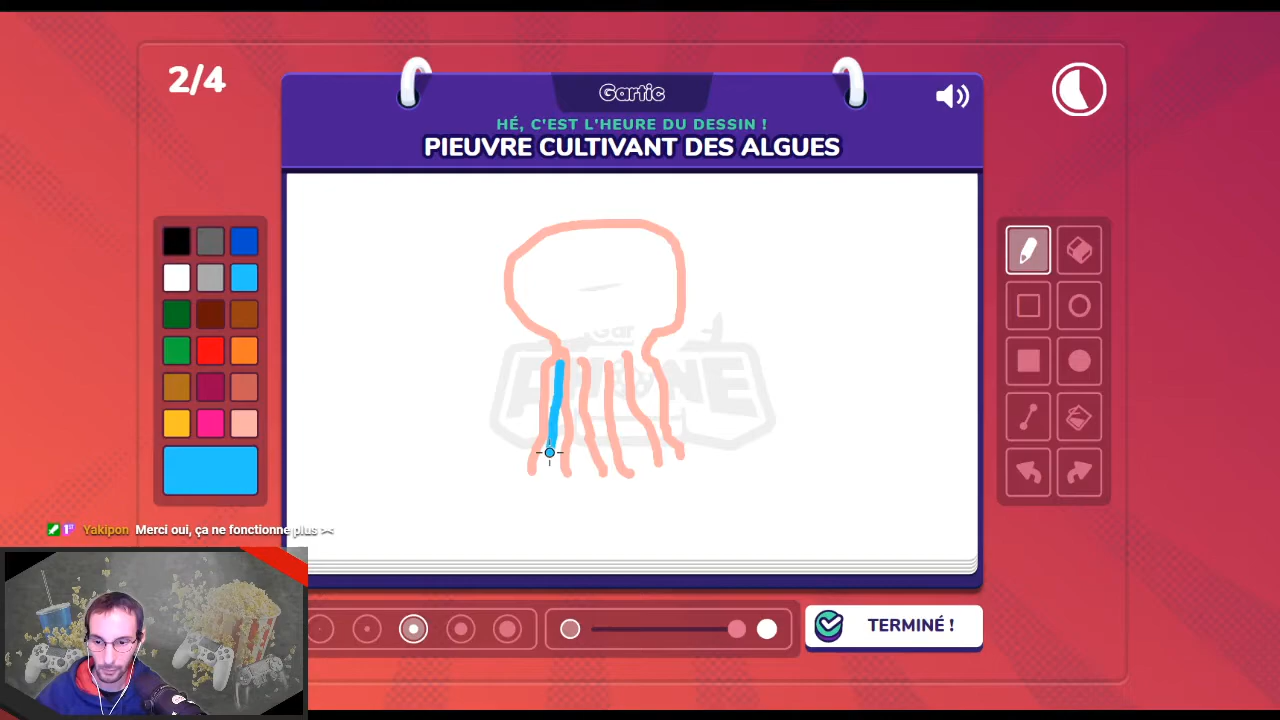 2/4
Gartic
HÉ, C'EST L'HEURE DU DESSIN !
PIEUVRE CULTIVANT DES ALGUES
Yakipon Merci oui, ça ne fonctionne plus
TERMINÉ !